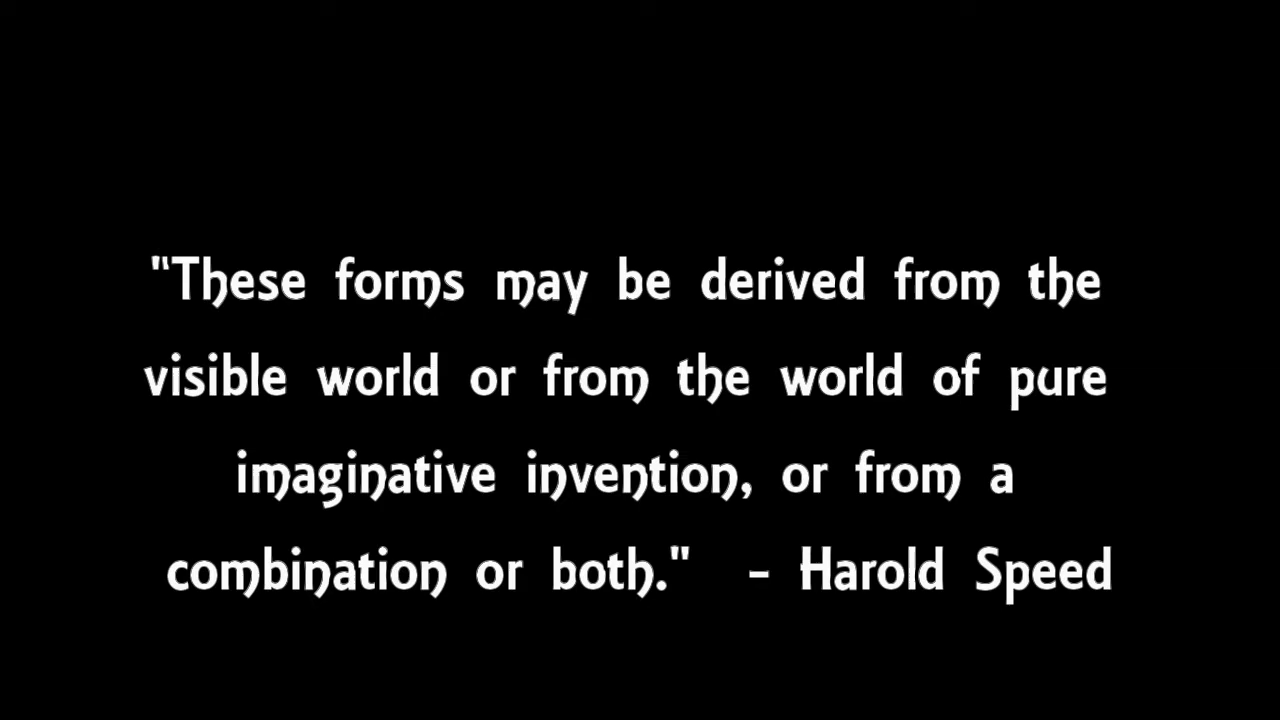 "These forms may be derived from the
visible world or from the world of pure
imaginative invention, or from a
combination or both." - Harold Speed